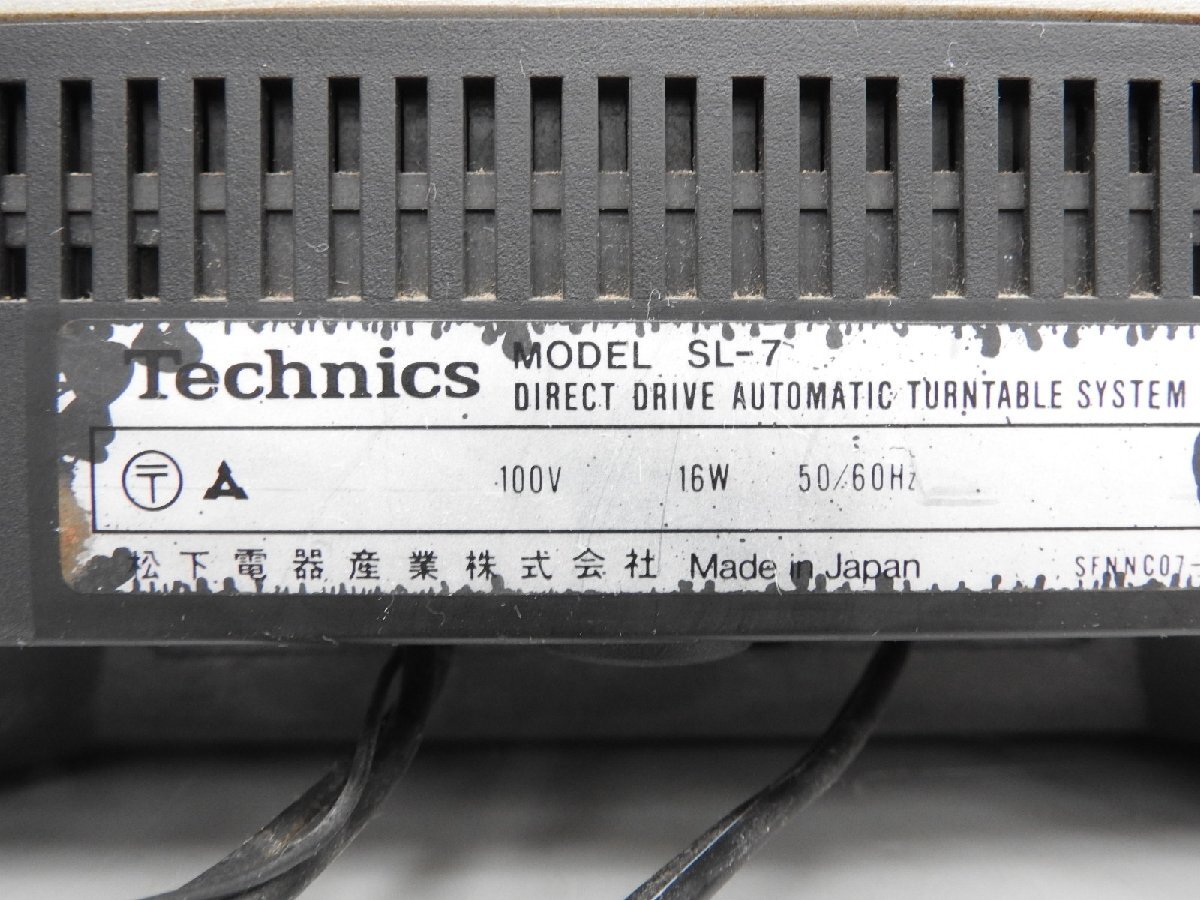 Technics MODEL SL-7
DIRECT DRIVE AUTOMATIC TURNTABLE SYSTEM
〒 100V 16W 50/60Hz
松下電器産業株式会社 Made in Japan SFNNC07-